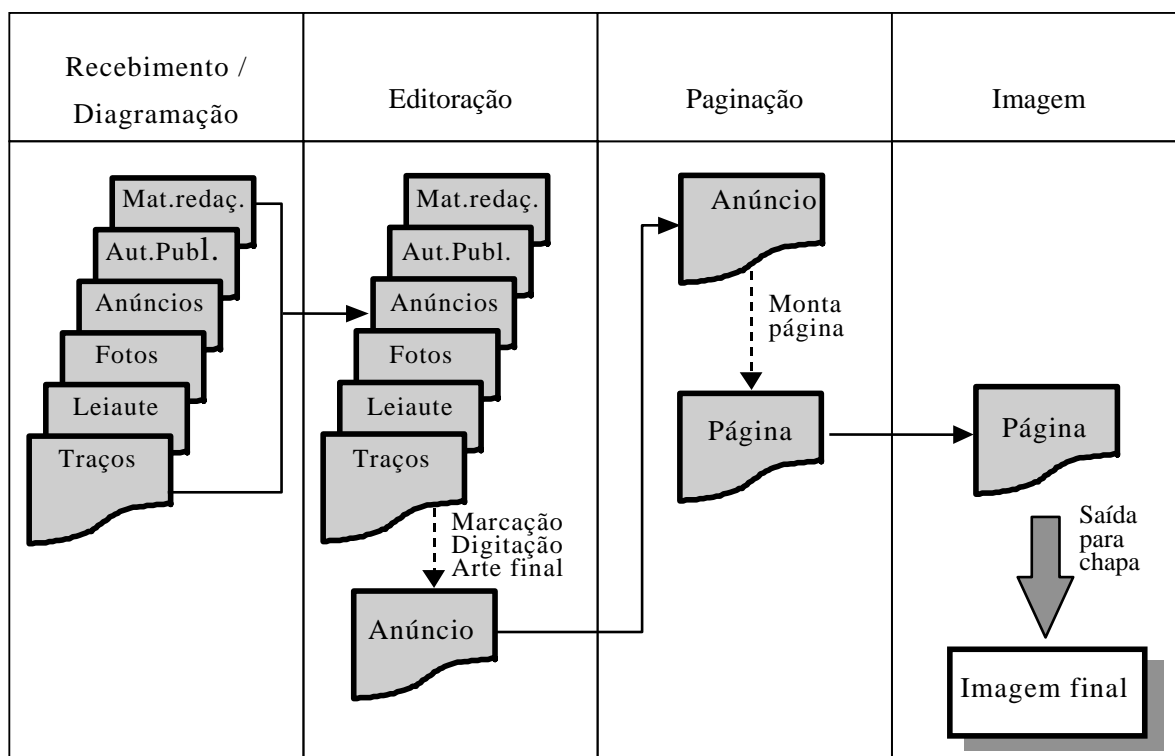 Recebimento /
Diagramação
Editoração
Paginação
Imagem
Mat.redaç.
Aut.Publ.
Anúncios
Fotos
Leiaute
Traços
Mat.redaç.
Aut.Publ.
Anúncios
Fotos
Leiaute
Traços
Marcação
Digitação
Arte final
Anúncio
Anúncio
Monta
página
Página
Página
Saída
para
chapa
Imagem final